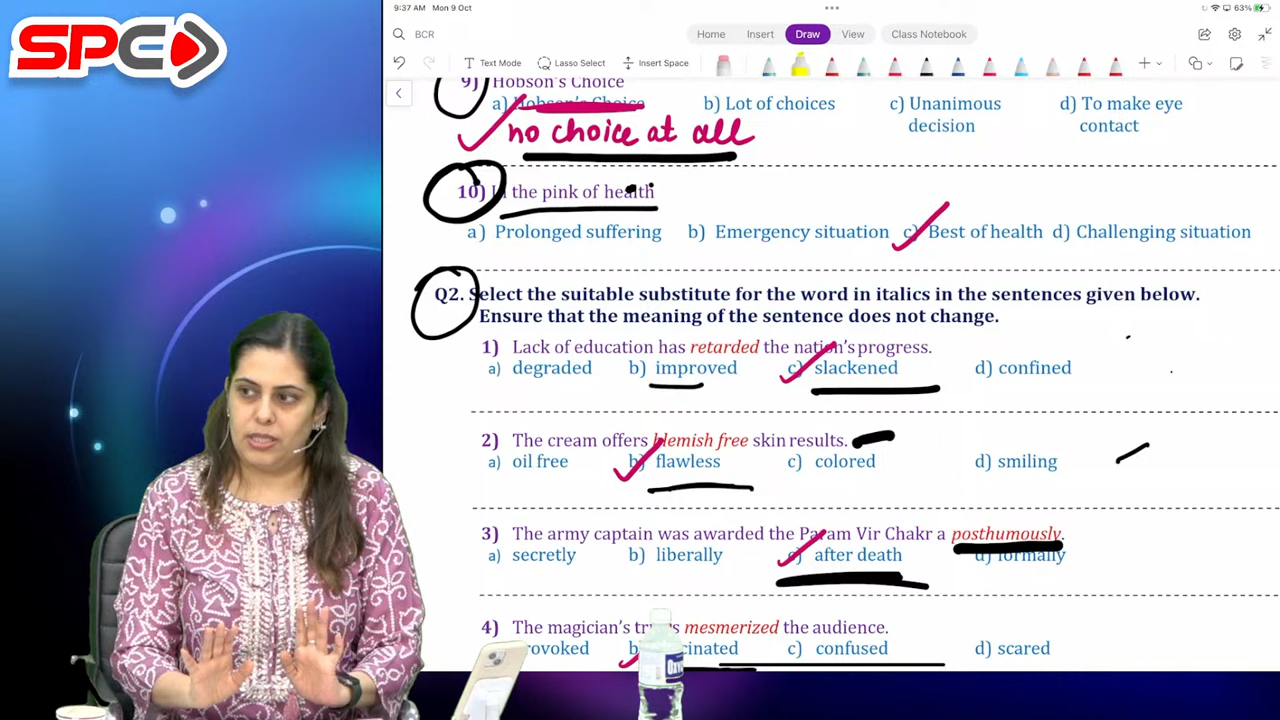 SPE
9:37 AM Mon 9 Oct
63%
BCR
Home Insert Draw View Class Notebook
Text Mode Lasso Select Insert Space
9) Hobson's Choice
a) Hobson's Choice b) Lot of choices c) Unanimous decision d) To make eye contact
no choice at all
10) In the pink of health
a) Prolonged suffering b) Emergency situation c) Best of health d) Challenging situation
Q2. Select the suitable substitute for the word in italics in the sentences given below.
Ensure that the meaning of the sentence does not change.
1) Lack of education has retarded the nation's progress.
a) degraded b) improved c) slackened d) confined
2) The cream offers blemish free skin results.
a) oil free b) flawless c) colored d) smiling
3) The army captain was awarded the Param Vir Chakr a posthumously.
a) secretly b) liberally c) after death d) formally
4) The magician's mesmerized the audience.
c) confused d) scared